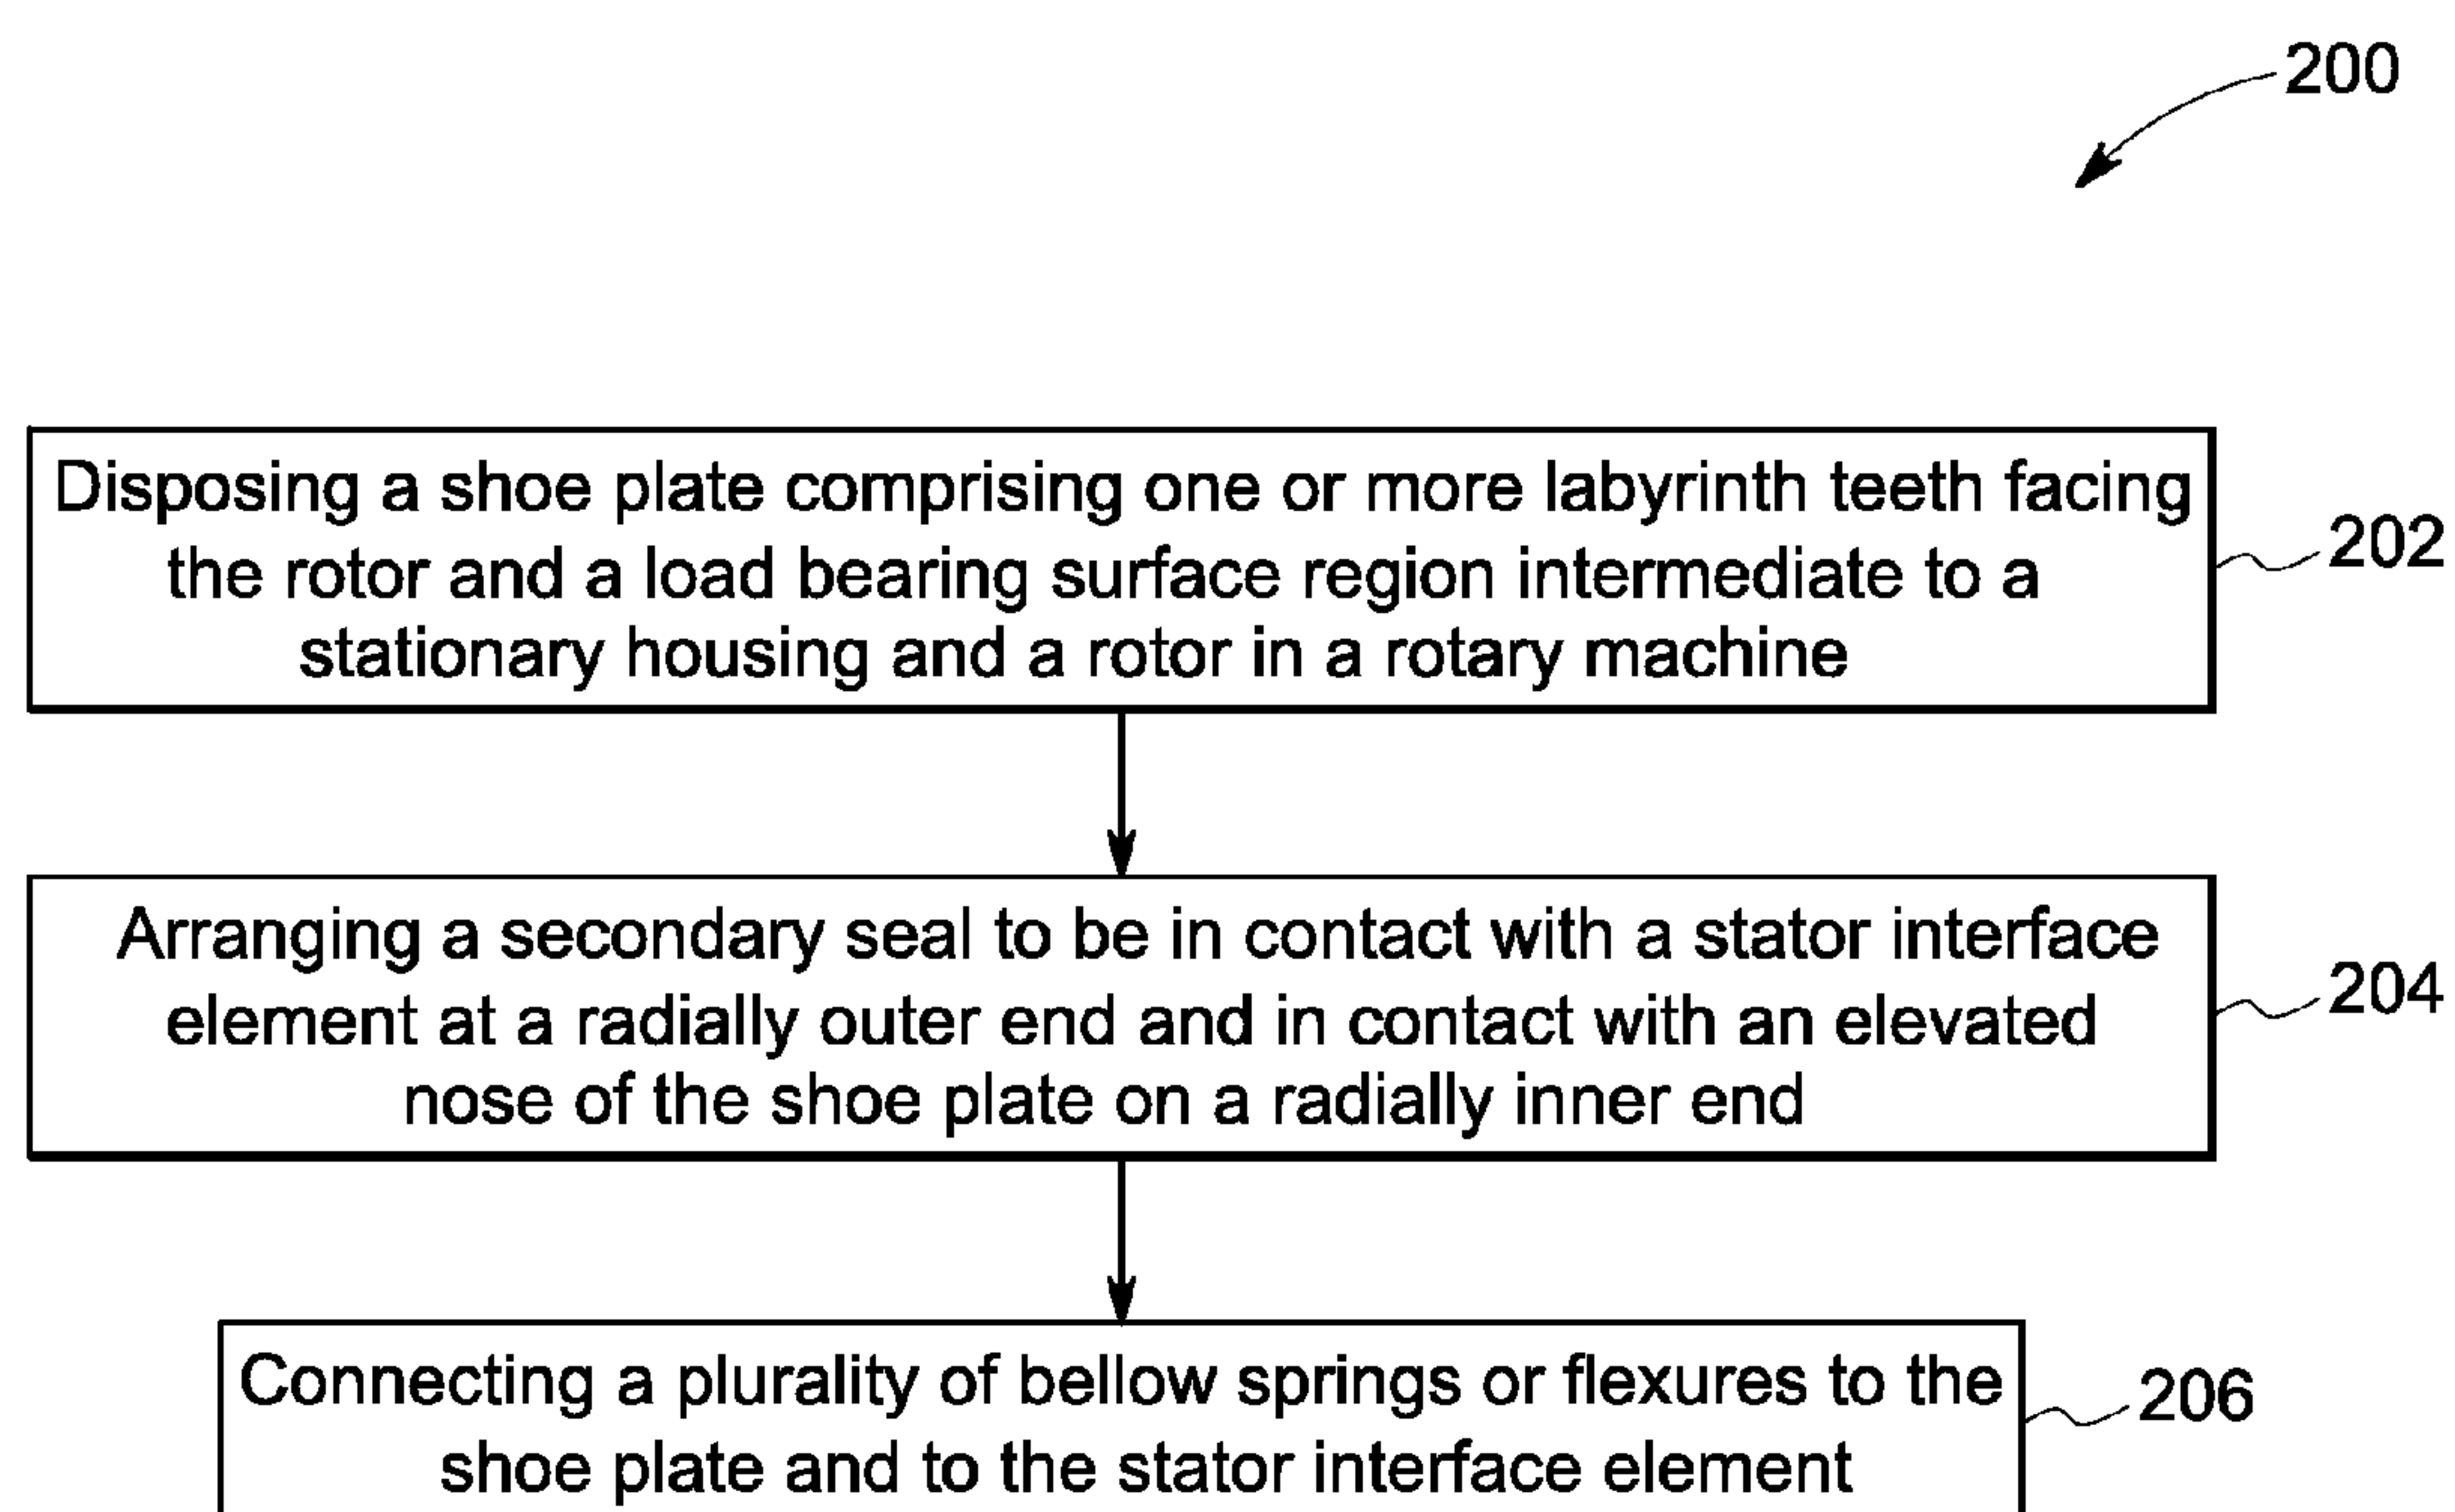 200
Disposing a shoe plate comprising one or more labyrinth teeth facing
the rotor and a load bearing surface region intermediate to a
stationary housing and a rotor in a rotary machine
202
Arranging a secondary seal to be in contact with a stator interface
element at a radially outer end and in contact with an elevated
nose of the shoe plate on a radially inner end
204
Connecting a plurality of bellow springs or flexures to the
shoe plate and to the stator interface element
206